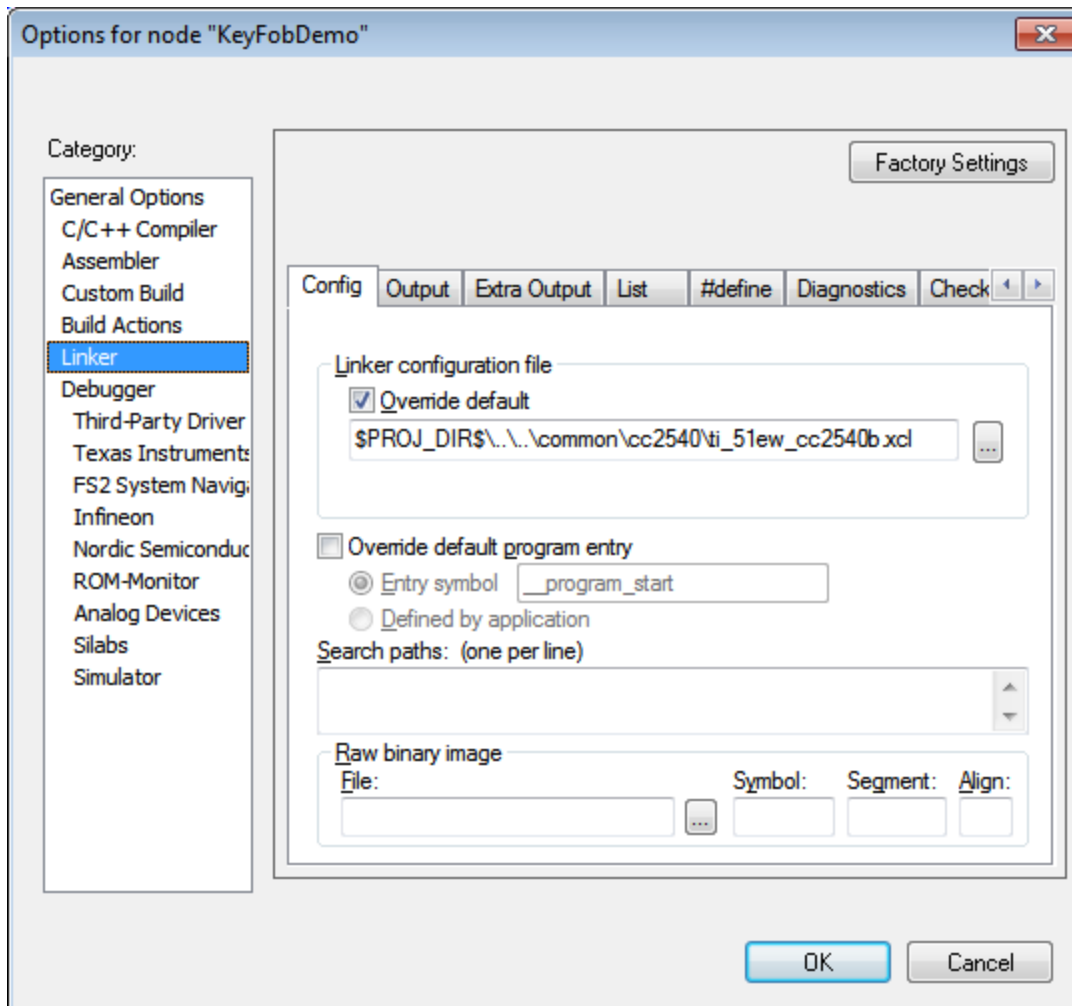 Options for node "KeyFobDemo"
Category:
General Options
C/C++ Compiler
Assembler
Custom Build
Build Actions
Linker
Debugger
Third-Party Driver
Texas Instruments
FS2 System Naviga
Infineon
Nordic Semiconduc
ROM-Monitor
Analog Devices
Silabs
Simulator
Factory Settings
Config Output Extra Output List #define Diagnostics Check
Linker configuration file
Override default
$PROJ_DIR$\..\..\common\cc2540\ti_51ew_cc2540b.xcl
...
Override default program entry
Entry symbol __program_start
Defined by application
Search paths: (one per line)
Raw binary image
File: Symbol: Segment: Align:
...
OK Cancel